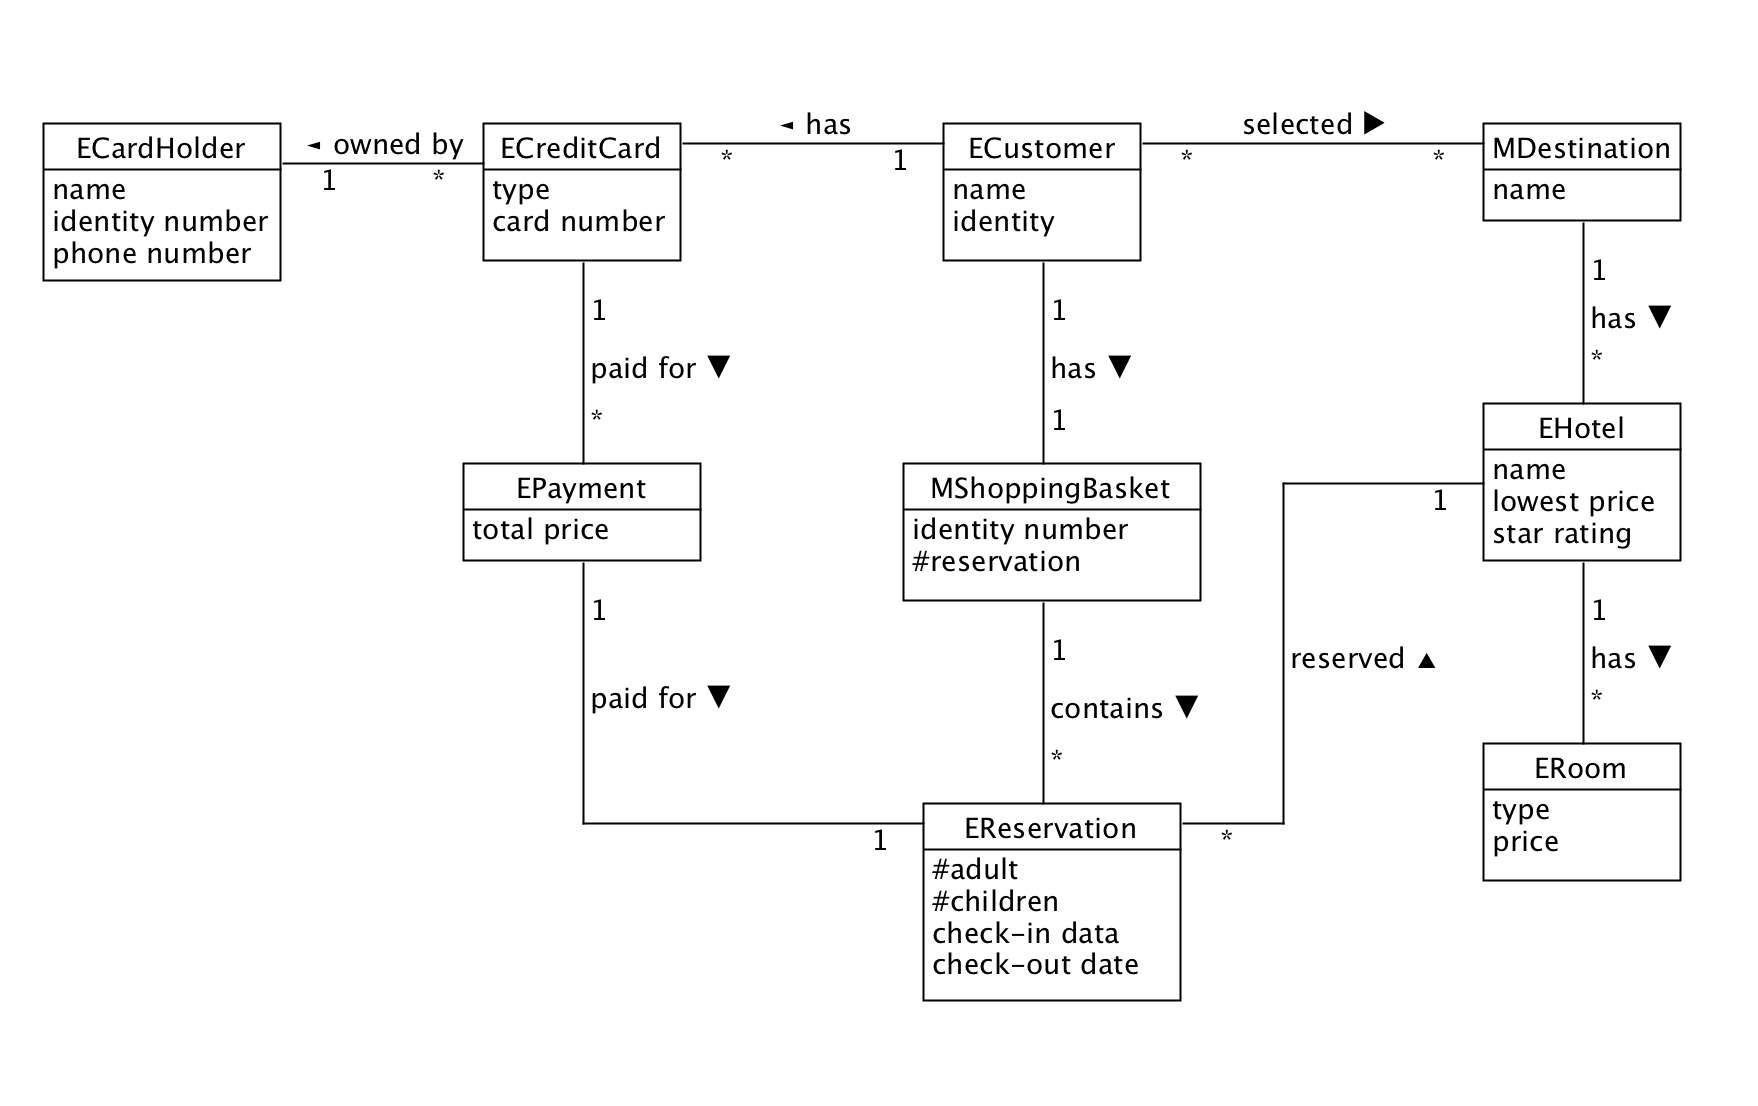 ECardHolder
name
identity number
phone number
◄ owned by
1
*
ECreditCard
type
card number
◄ has
*
1
ECustomer
name
identity
selected ▶
*
*
MDestination
name
1
paid for ▼
*
1
has ▼
1
1
has ▼
*
EPayment
total price
MShoppingBasket
identity number
#reservation
EHotel
name
lowest price
star rating
1
1
paid for ▼
1
1
contains ▼
*
reserved ▲
*
1
has ▼
*
EReservation
#adult
#children
check-in data
check-out date
ERoom
type
price